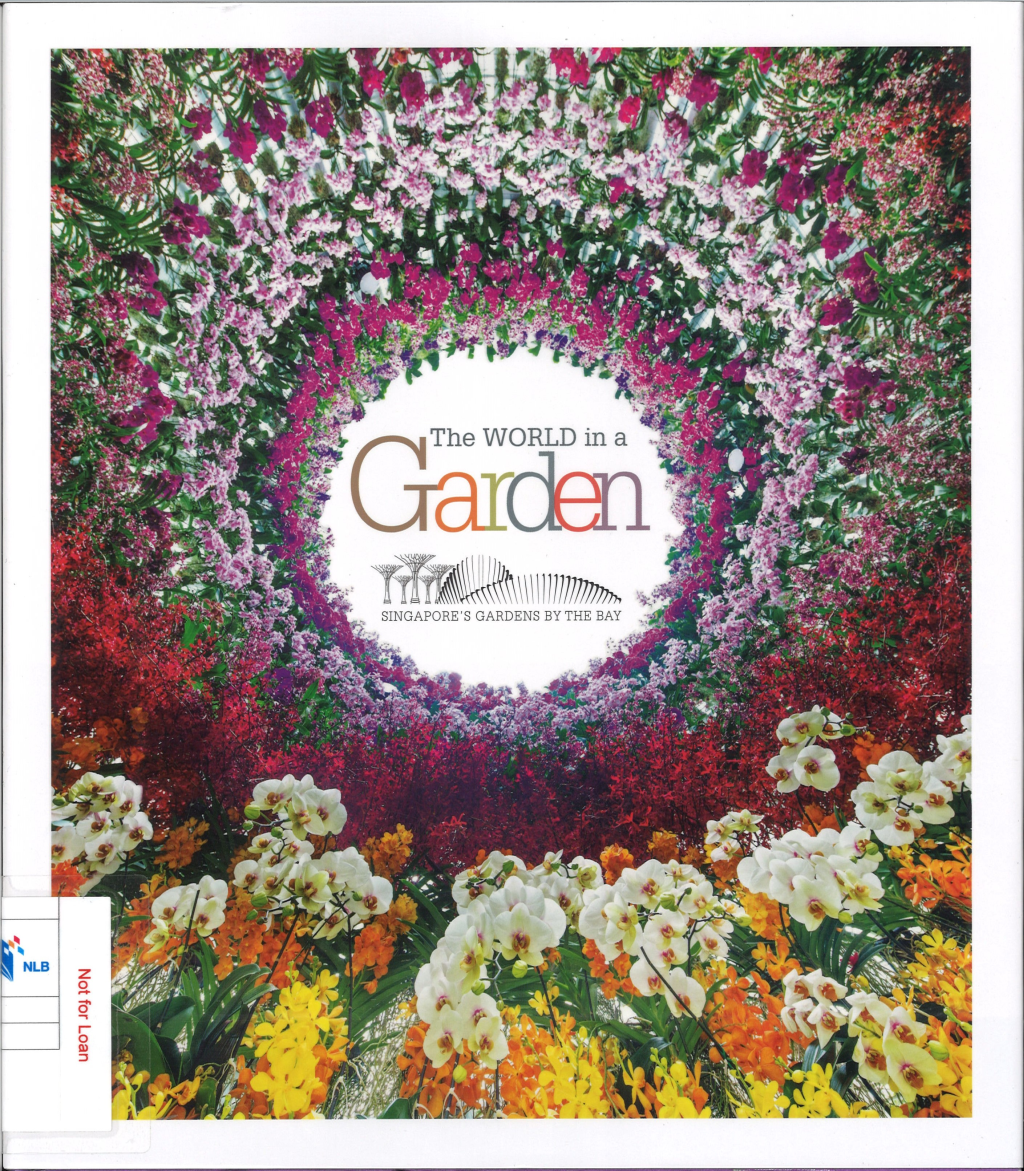 The WORLD in a
Garden
SINGAPORE'S GARDENS BY THE BAY
NLB
Not for Loan